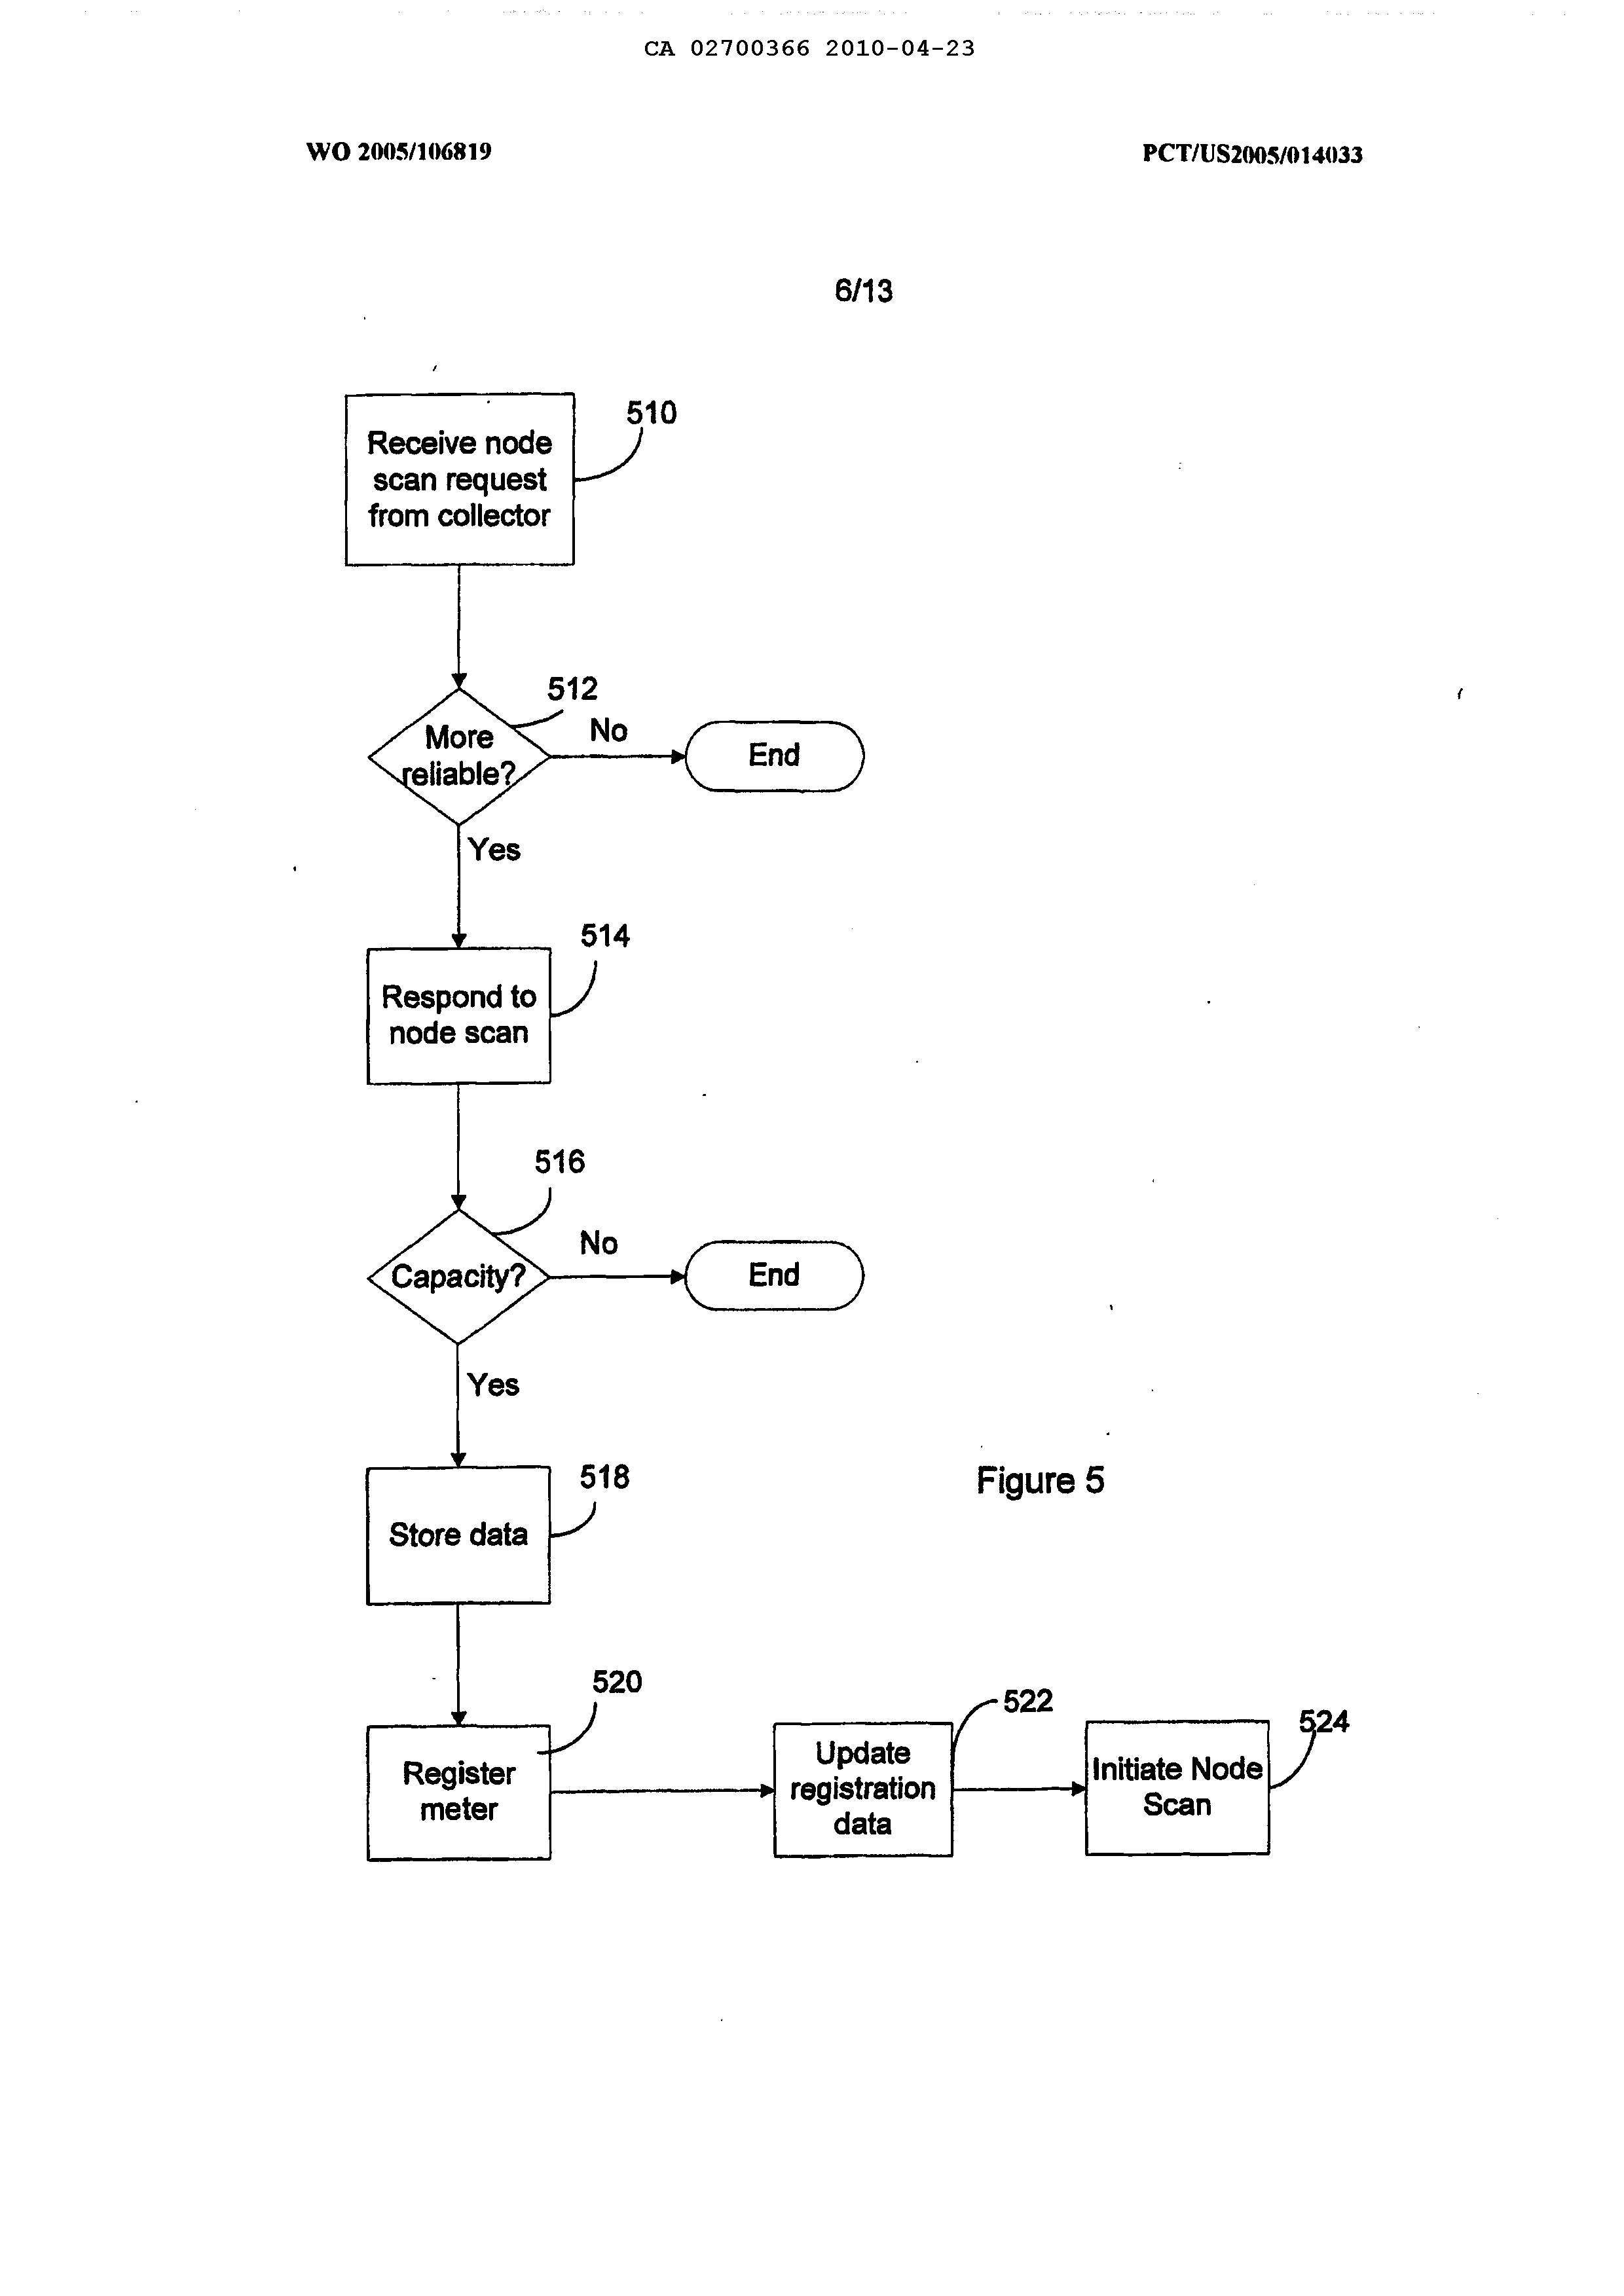 CA 02700366 2010-04-23
WO 2005/106819
PCT/US2005/014033
6/13
510
Receive node
scan request
from collector
512
More
reliable?
No
End
Yes
514
Respond to
node scan
516
Capacity?
No
End
Yes
518
Store data
Figure 5
520
Register
meter
522
Update
registration
data
524
Initiate Node
Scan